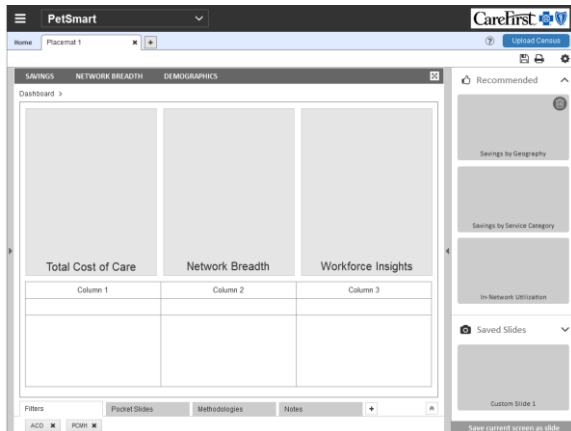 PetSmart
CareFirst
Home
Placemat 1
Upload Census
SAVINGS NETWORK BREADTH DEMOGRAPHICS
Recommended
Dashboard >
Savings by Geography
Savings by Service Category
Total Cost of Care
Network Breadth
Workforce Insights
Column 1
Column 2
Column 3
In-Network Utilization
Saved Slides
Custom Slide 1
Filters
Pocket Slides
Methodologies
Notes
+
ACO ✖
PCMH ✖
Save current screen as slide